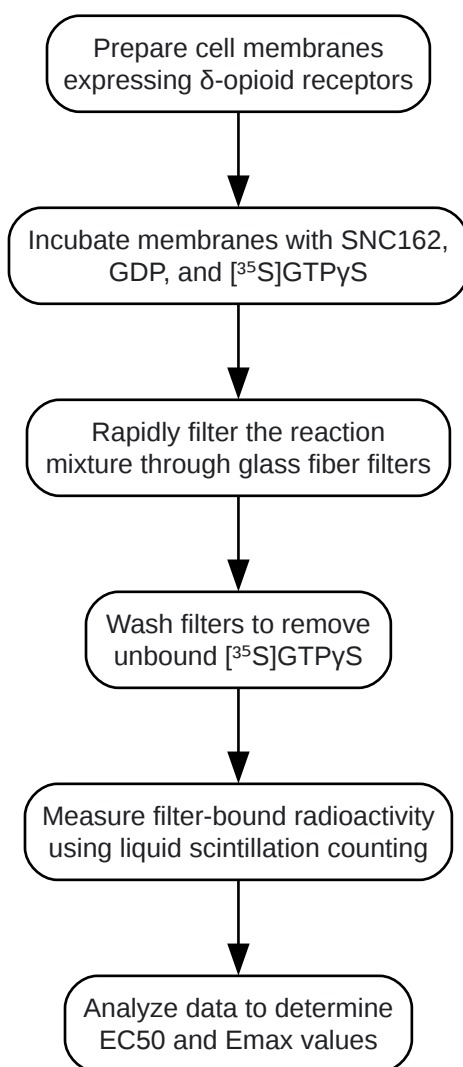 Prepare cell membranes
expressing δ-opioid receptors
Incubate membranes with SNC162,
GDP, and [³⁵S]GTPγS
Rapidly filter the reaction
mixture through glass fiber filters
Wash filters to remove
unbound [³⁵S]GTPγS
Measure filter-bound radioactivity
using liquid scintillation counting
Analyze data to determine
EC50 and Emax values